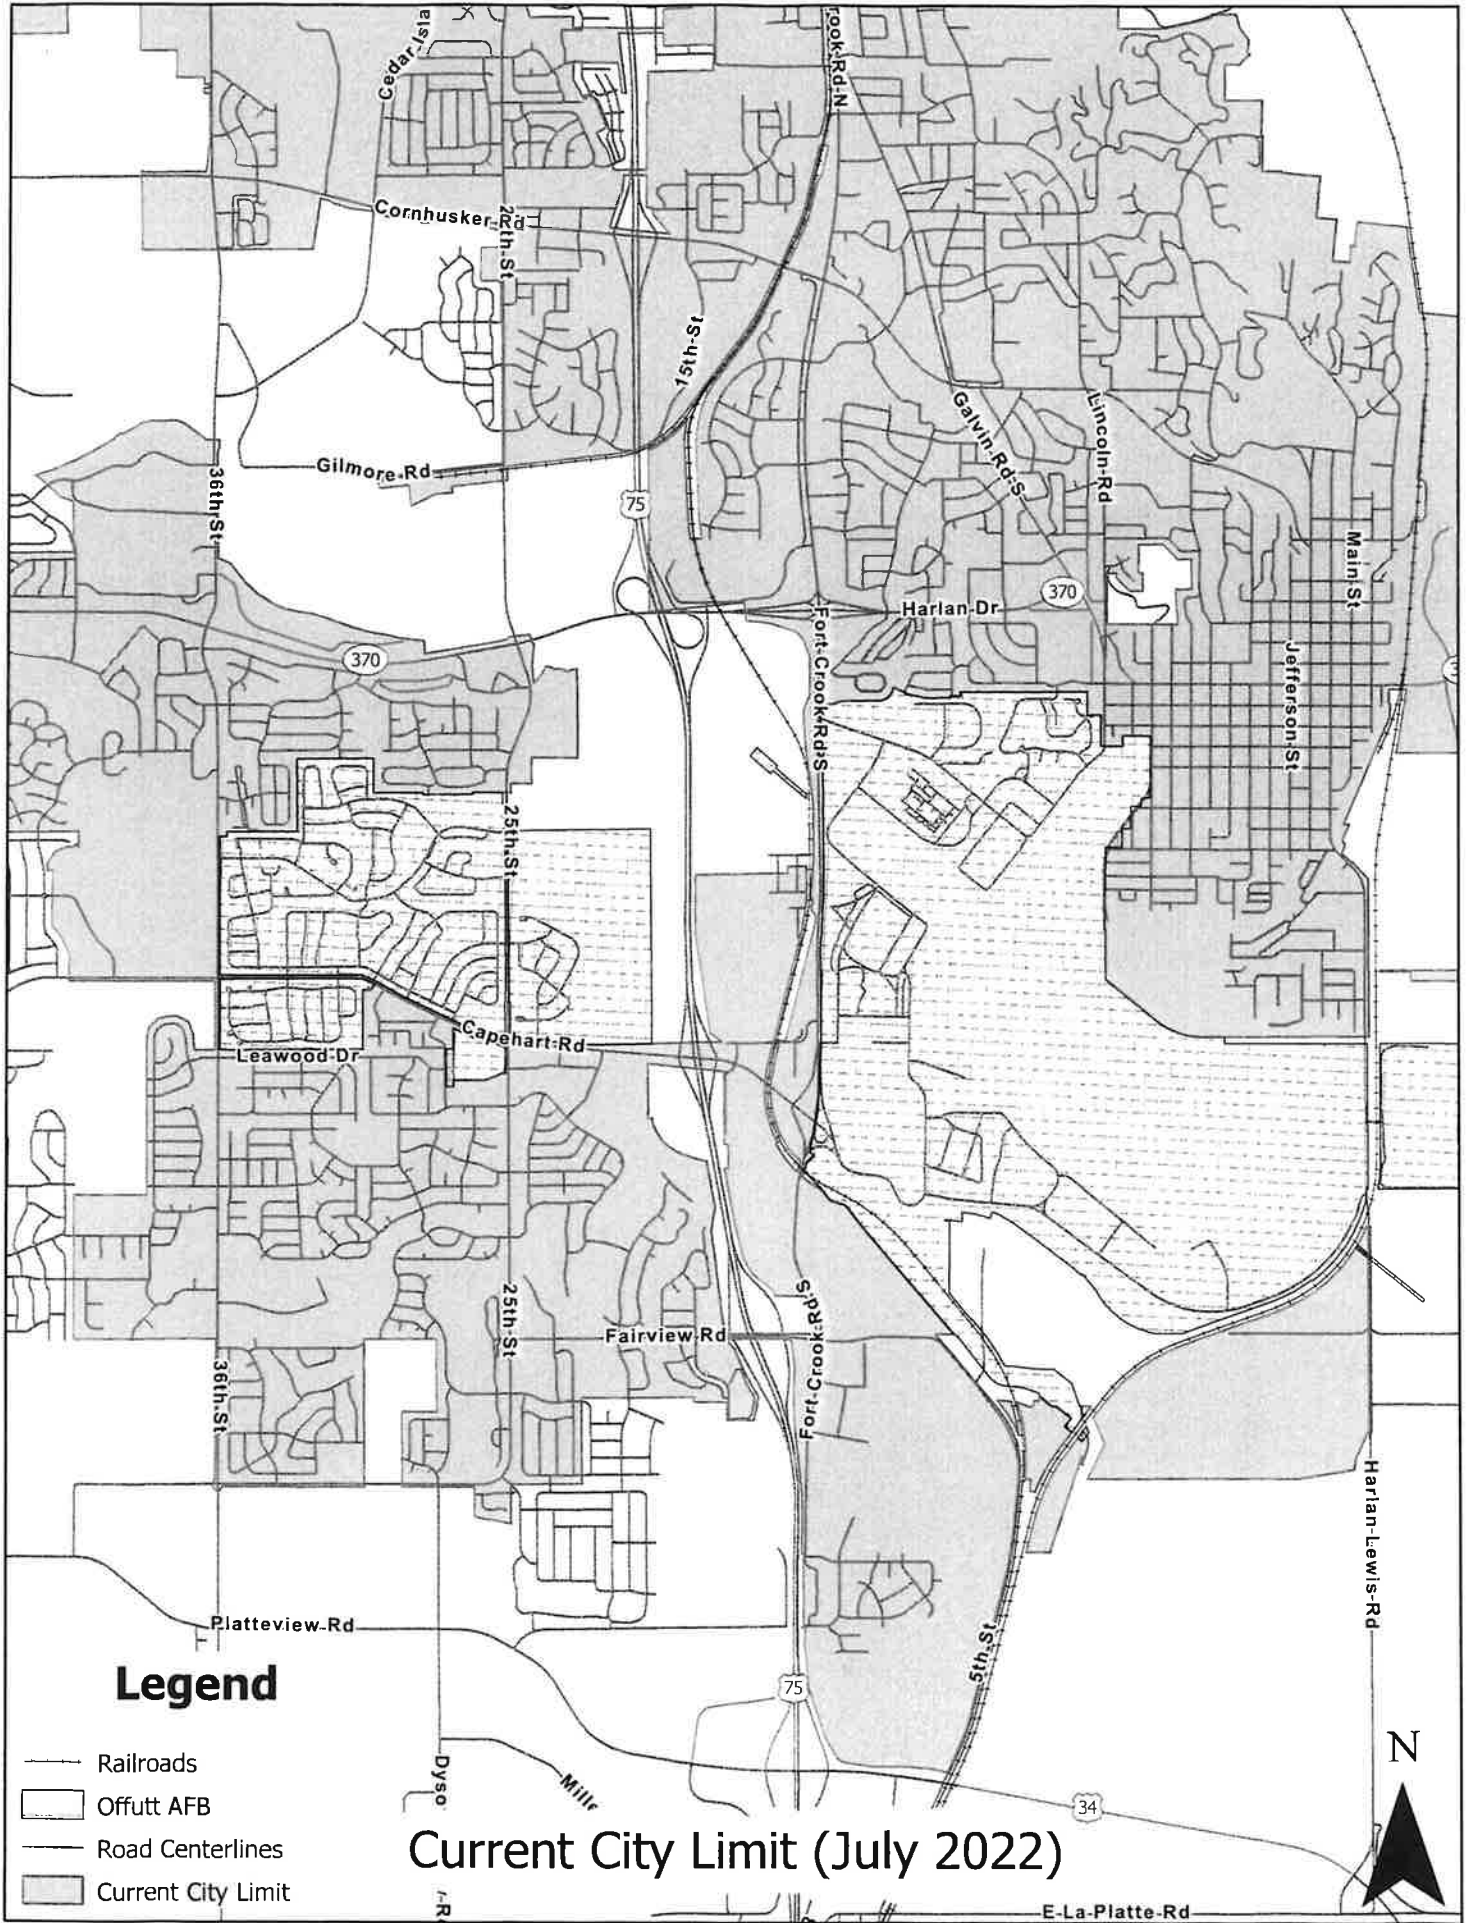 Cedar-Isla
rook-Rd-N
Cornhusker-Rd
25th-St
15th-St
Galvin-Rd-S
Lincoln-Rd
Gilmore-Rd
36th-St
75
Main-St
370
Harlan-Dr
Fort-Crook-Rd-S
370
Jefferson-St
25th-St
Capehart-Rd
Leawood-Dr
25th-St
Fort-Crook-Rd-S
Fairview-Rd
36th-St
Harlan-Lewis-Rd
Platteview-Rd
5th-St
75
Legend
Railroads
Offutt AFB
Road Centerlines
Current City Limit
Dyso
Mille
34
N
Current City Limit (July 2022)
r-R
E-La-Platte-Rd